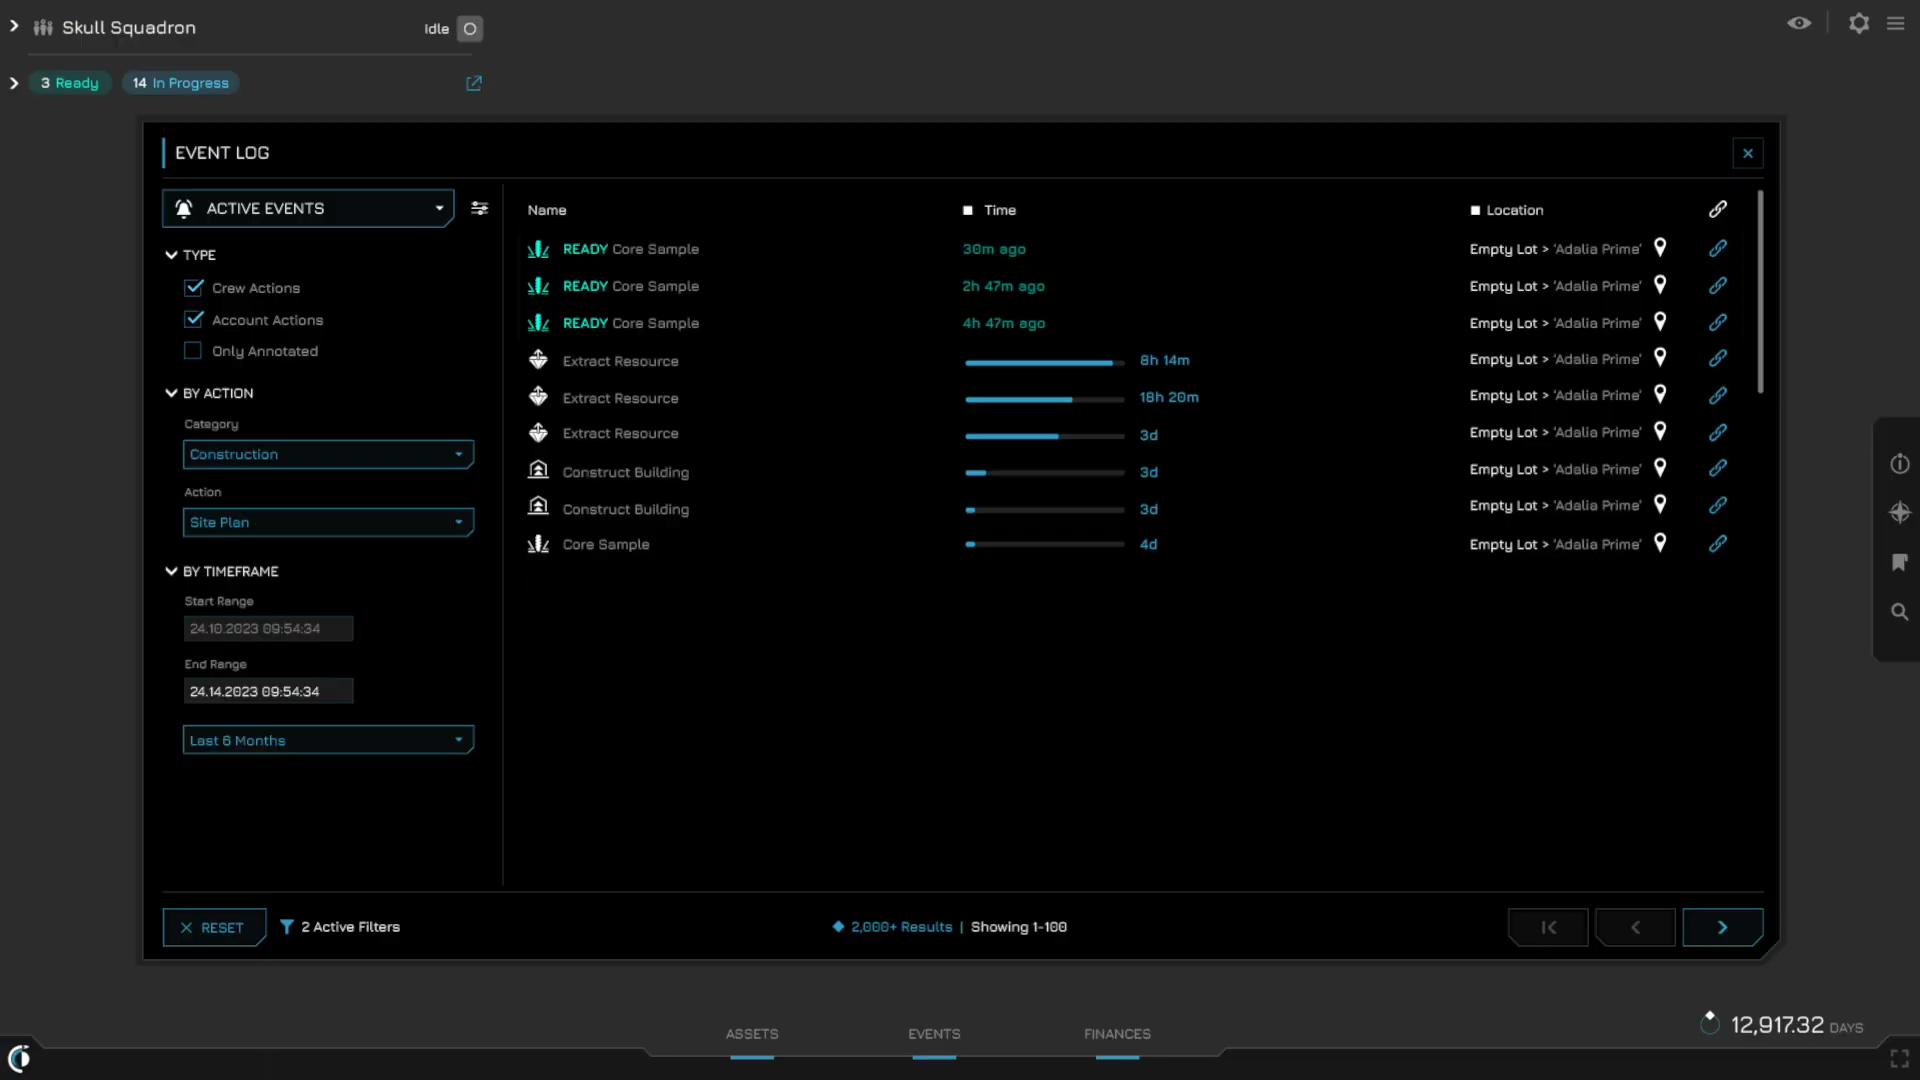 Skull Squadron
Idle
3 Ready
14 In Progress
EVENT LOG
ACTIVE EVENTS
TYPE
Crew Actions
Account Actions
Only Annotated
BY ACTION
Category
Construction
Action
Site Plan
BY TIMEFRAME
Start Range
24.10.2023 09:54:34
End Range
24.14.2023 09:54:34
Last 6 Months
Name Time Location
READY Core Sample 30m ago Empty Lot > 'Adalia Prime'
READY Core Sample 2h 47m ago Empty Lot > 'Adalia Prime'
READY Core Sample 4h 47m ago Empty Lot > 'Adalia Prime'
Extract Resource 8h 14m Empty Lot > 'Adalia Prime'
Extract Resource 18h 20m Empty Lot > 'Adalia Prime'
Extract Resource 3d Empty Lot > 'Adalia Prime'
Construct Building 3d Empty Lot > 'Adalia Prime'
Construct Building 3d Empty Lot > 'Adalia Prime'
Core Sample 4d Empty Lot > 'Adalia Prime'
RESET
2 Active Filters
2,000+ Results | Showing 1-100
12,917.32 DAYS
ASSETS
EVENTS
FINANCES